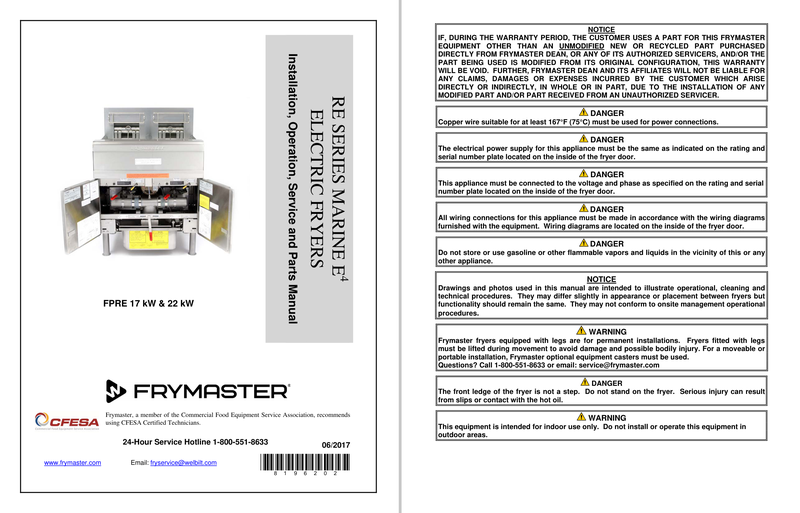 RE SERIES MARINE E4
ELECTRIC FRYERS
Installation, Operation, Service and Parts Manual
FPRE 17 kW & 22 kW
FRYMASTER®
CFESA
Frymaster, a member of the Commercial Food Equipment Service Association, recommends
using CFESA Certified Technicians.
24-Hour Service Hotline 1-800-551-8633
06/2017
www.frymaster.com
Email: fryservice@welbilt.com
8196202
NOTICE
IF, DURING THE WARRANTY PERIOD, THE CUSTOMER USES A PART FOR THIS FRYMASTER
EQUIPMENT OTHER THAN AN UNMODIFIED NEW OR RECYCLED PART PURCHASED
DIRECTLY FROM FRYMASTER DEAN, OR ANY OF ITS AUTHORIZED SERVICERS, AND/OR THE
PART BEING USED IS MODIFIED FROM ITS ORIGINAL CONFIGURATION, THIS WARRANTY
WILL BE VOID. FURTHER, FRYMASTER DEAN AND ITS AFFILIATES WILL NOT BE LIABLE FOR
ANY CLAIMS, DAMAGES OR EXPENSES INCURRED BY THE CUSTOMER WHICH ARISE
DIRECTLY OR INDIRECTLY, IN WHOLE OR IN PART, DUE TO THE INSTALLATION OF ANY
MODIFIED PART AND/OR PART RECEIVED FROM AN UNAUTHORIZED SERVICER.
DANGER
Copper wire suitable for at least 167°F (75°C) must be used for power connections.
DANGER
The electrical power supply for this appliance must be the same as indicated on the rating and
serial number plate located on the inside of the fryer door.
DANGER
This appliance must be connected to the voltage and phase as specified on the rating and serial
number plate located on the inside of the fryer door.
DANGER
All wiring connections for this appliance must be made in accordance with the wiring diagrams
furnished with the equipment. Wiring diagrams are located on the inside of the fryer door.
DANGER
Do not store or use gasoline or other flammable vapors and liquids in the vicinity of this or any
other appliance.
NOTICE
Drawings and photos used in this manual are intended to illustrate operational, cleaning and
technical procedures. They may differ slightly in appearance or placement between fryers but
functionality should remain the same. They may not conform to onsite management operational
procedures.
WARNING
Frymaster fryers equipped with legs are for permanent installations. Fryers fitted with legs
must be lifted during movement to avoid damage and possible bodily injury. For a moveable or
portable installation, Frymaster optional equipment casters must be used.
Questions? Call 1-800-551-8633 or email: service@frymaster.com
DANGER
The front ledge of the fryer is not a step. Do not stand on the fryer. Serious injury can result
from slips or contact with the hot oil.
WARNING
This equipment is intended for indoor use only. Do not install or operate this equipment in
outdoor areas.